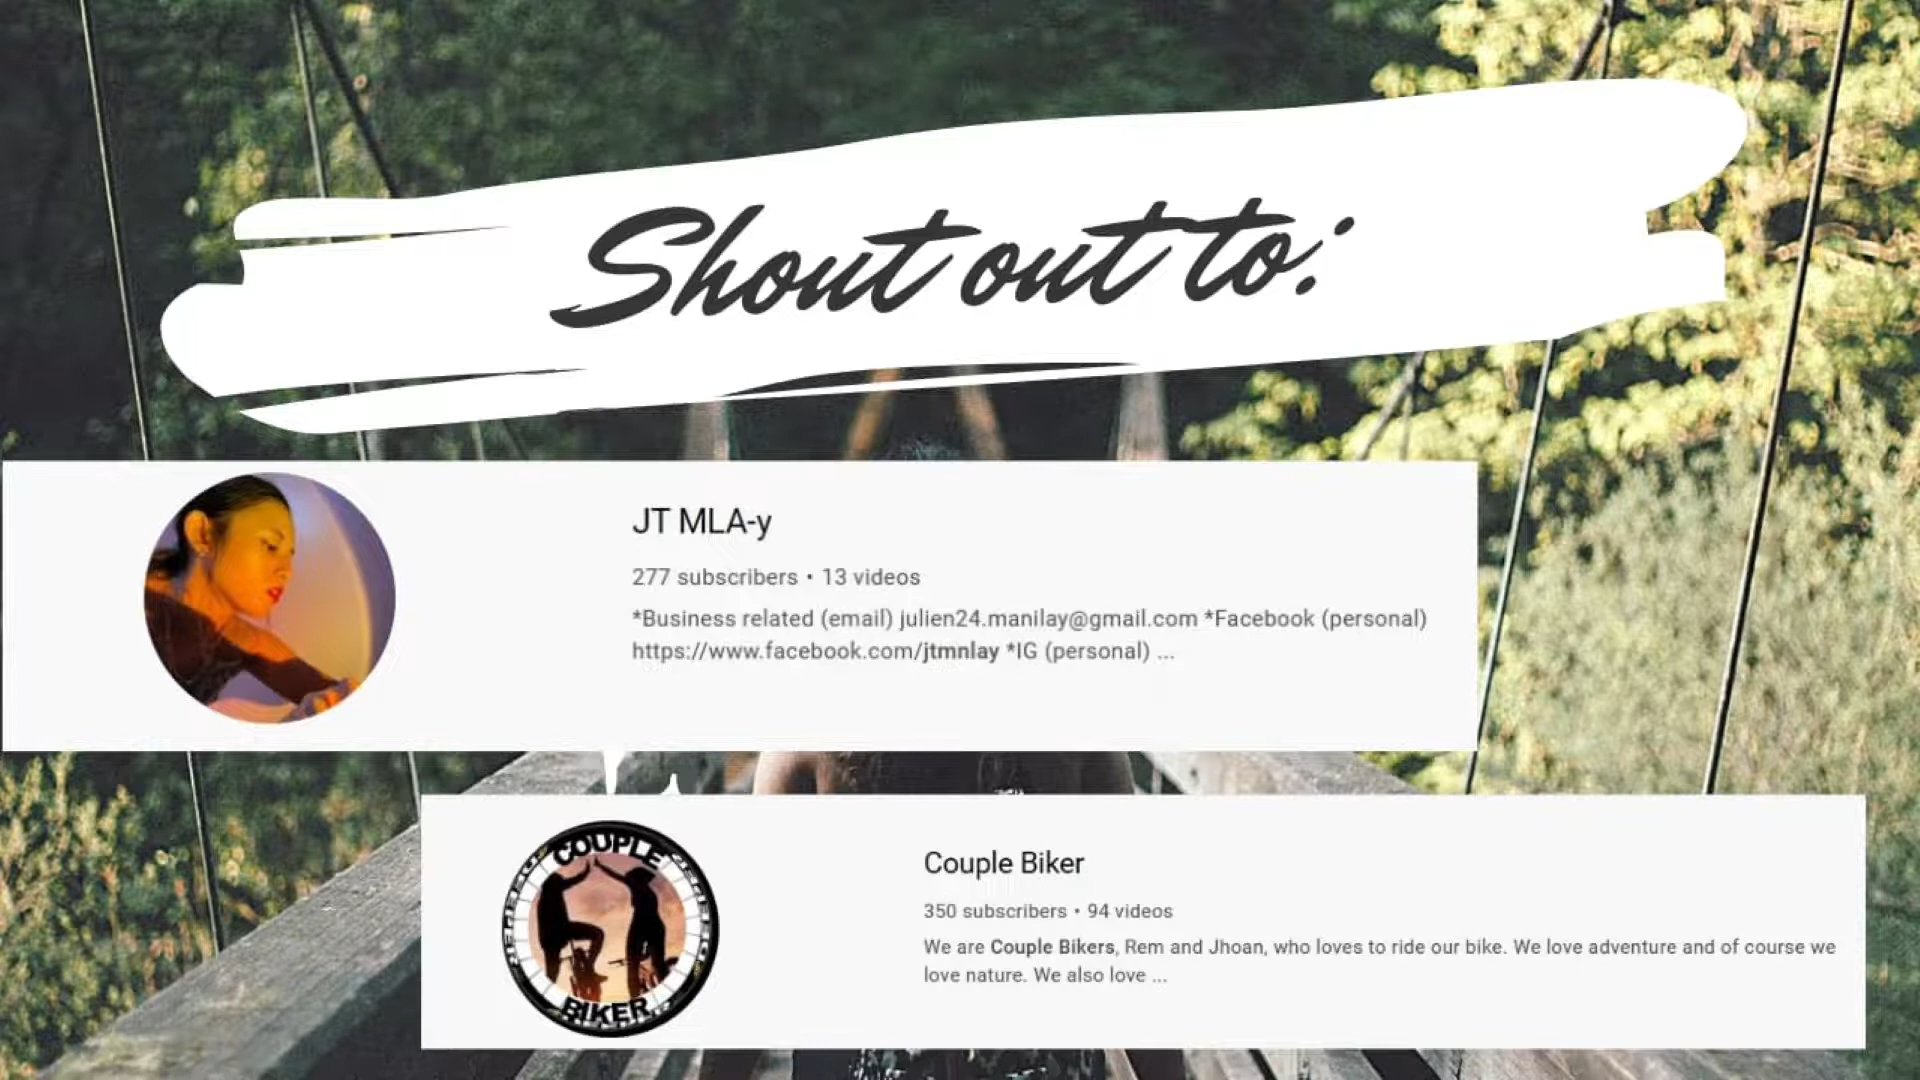 Shout out to:
JT MLA-y
277 subscribers • 13 videos
*Business related (email) julien24.manilay@gmail.com *Facebook (personal)
https://www.facebook.com/jtmnlay *IG (personal) ...
COUPLE
BIKER
Couple Biker
350 subscribers • 94 videos
We are Couple Bikers, Rem and Jhoan, who loves to ride our bike. We love adventure and of course we
love nature. We also love ...